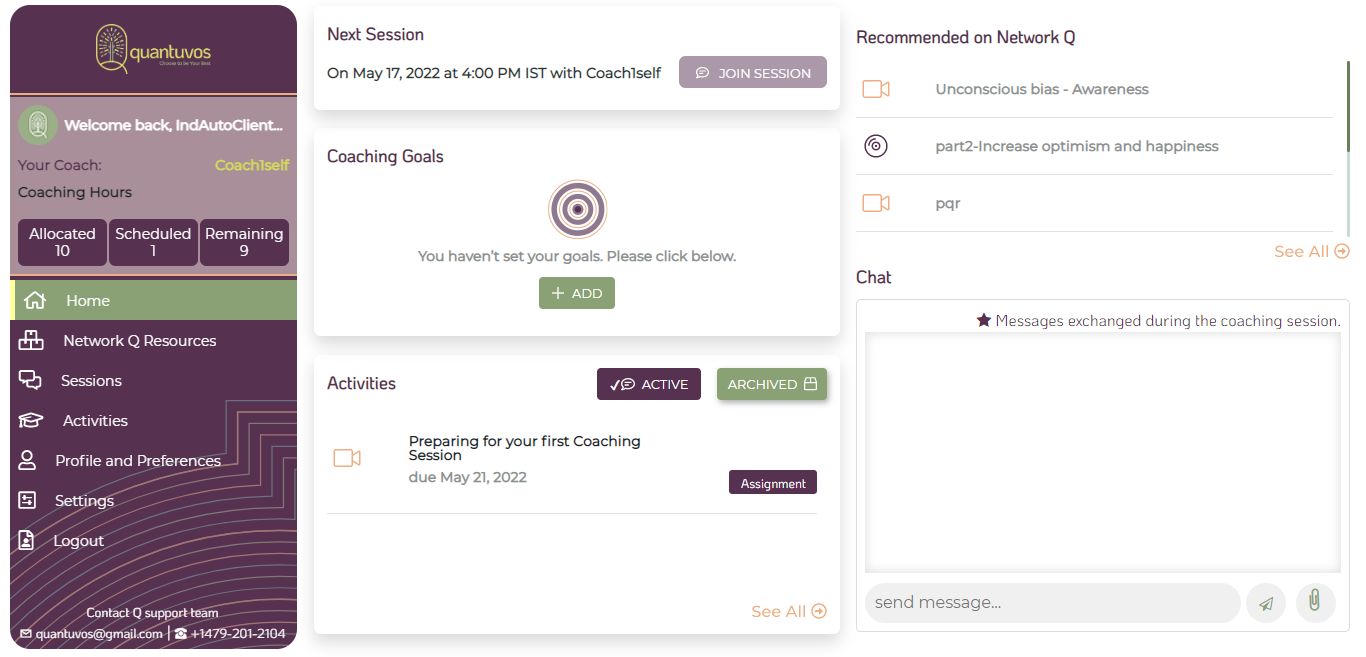 quantuvos
Choose to be Your Best
Welcome back, IndAutoClient...
Your Coach: Coach1self
Coaching Hours
Allocated Scheduled Remaining
10 1 9
Home
Network Q Resources
Sessions
Activities
Profile and Preferences
Settings
Logout
Contact Q support team
quantuvos@gmail.com | +1479-201-2104
Next Session
On May 17, 2022 at 4:00 PM IST with Coach1self JOIN SESSION
Coaching Goals
You haven't set your goals. Please click below.
+ ADD
Activities ACTIVE ARCHIVED
Preparing for your first Coaching
Session
due May 21, 2022
Assignment
See All
Recommended on Network Q
Unconscious bias - Awareness
part2-Increase optimism and happiness
pqr
See All
Chat
★ Messages exchanged during the coaching session.
send message...